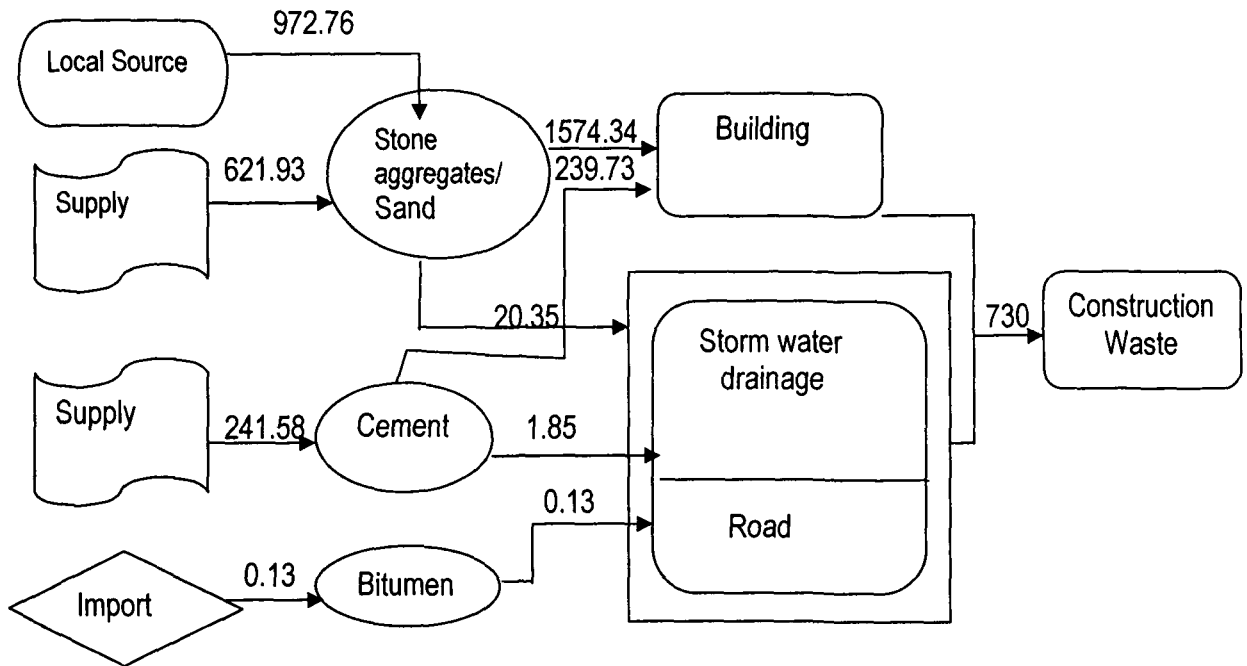 972.76
Local Source
Stone
aggregates/
Sand
1574.34
239.73
Building
Supply
621.93
20.35
Storm water
drainage
730
Construction
Waste
Supply
241.58
Cement
1.85
0.13
Road
Import
0.13
Bitumen